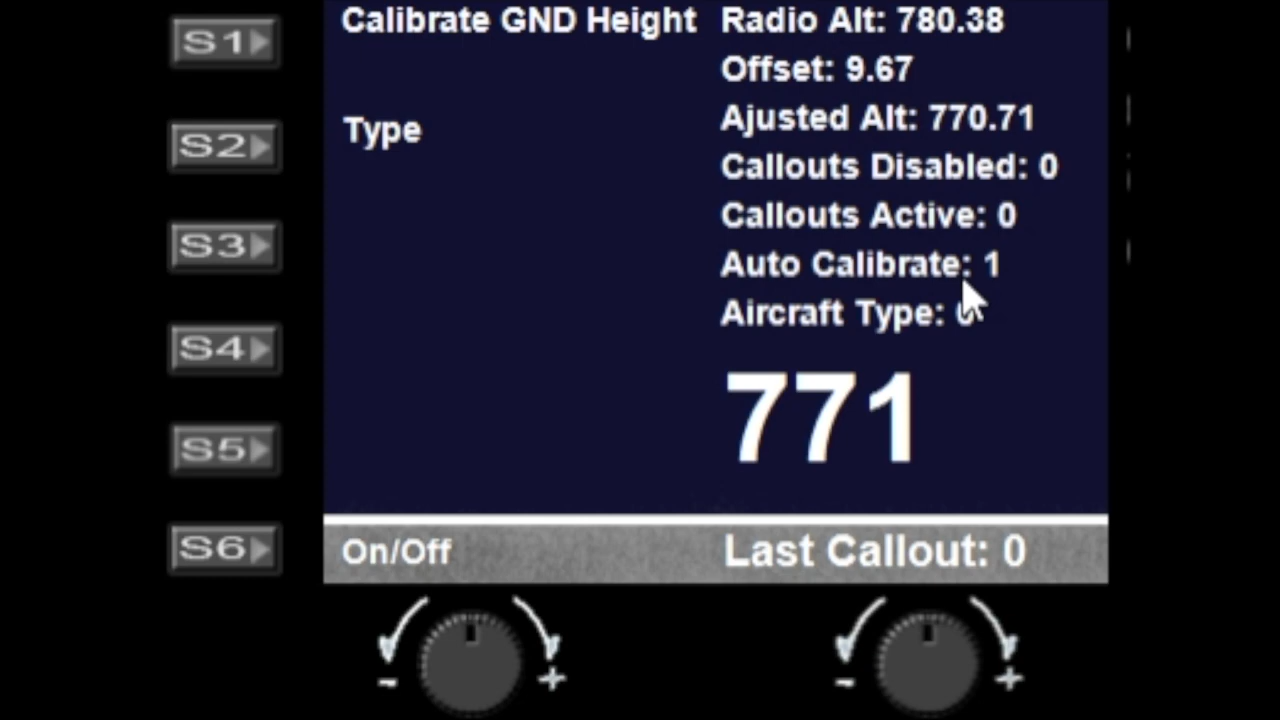 S1 Calibrate GND Height Radio Alt: 780.38
Offset: 9.67
S2 Type Ajusted Alt: 770.71
Callouts Disabled: 0
S3 Callouts Active: 0
Auto Calibrate: 1
S4 Aircraft Type:
S5 771
S6 On/Off Last Callout: 0
- + - +